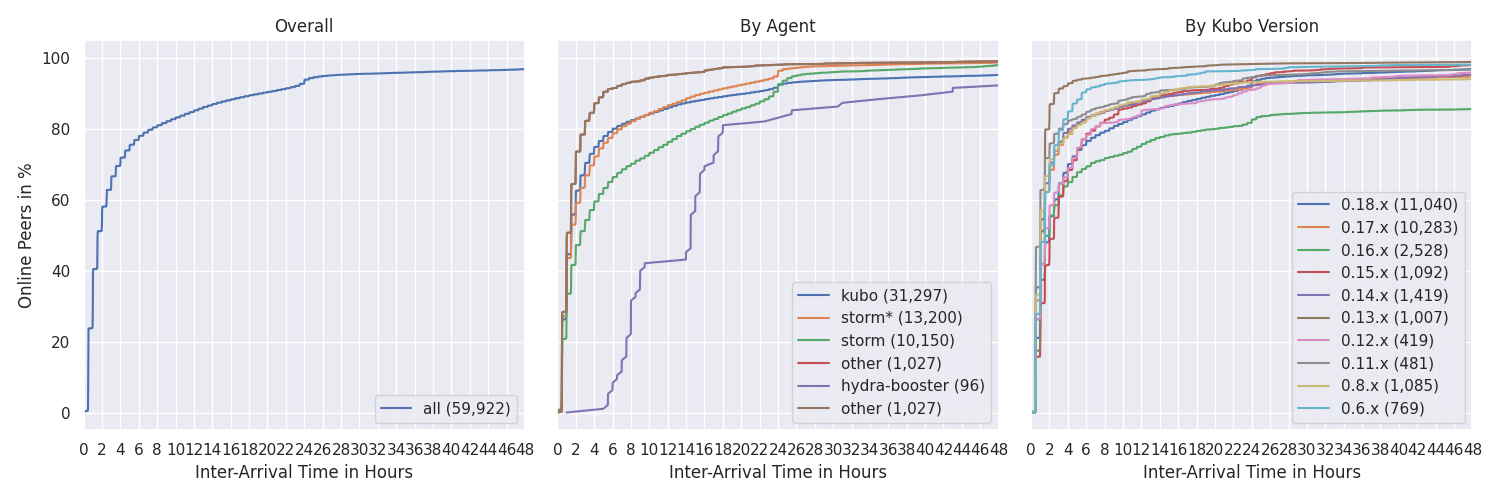 Overall
By Agent
By Kubo Version
Online Peers in %
100
80
60
40
20
0
all (59,922)
kubo (31,297)
storm* (13,200)
storm (10,150)
other (1,027)
hydra-booster (96)
other (1,027)
0.18.x (11,040)
0.17.x (10,283)
0.16.x (2,528)
0.15.x (1,092)
0.14.x (1,419)
0.13.x (1,007)
0.12.x (419)
0.11.x (481)
0.8.x (1,085)
0.6.x (769)
0 2 4 6 8 10 12 14 16 18 20 22 24 26 28 30 32 34 36 38 40 42 44 46 48
0 2 4 6 8 10 12 14 16 18 20 22 24 26 28 30 32 34 36 38 40 42 44 46 48
0 2 4 6 8 10 12 14 16 18 20 22 24 26 28 30 32 34 36 38 40 42 44 46 48
Inter-Arrival Time in Hours
Inter-Arrival Time in Hours
Inter-Arrival Time in Hours